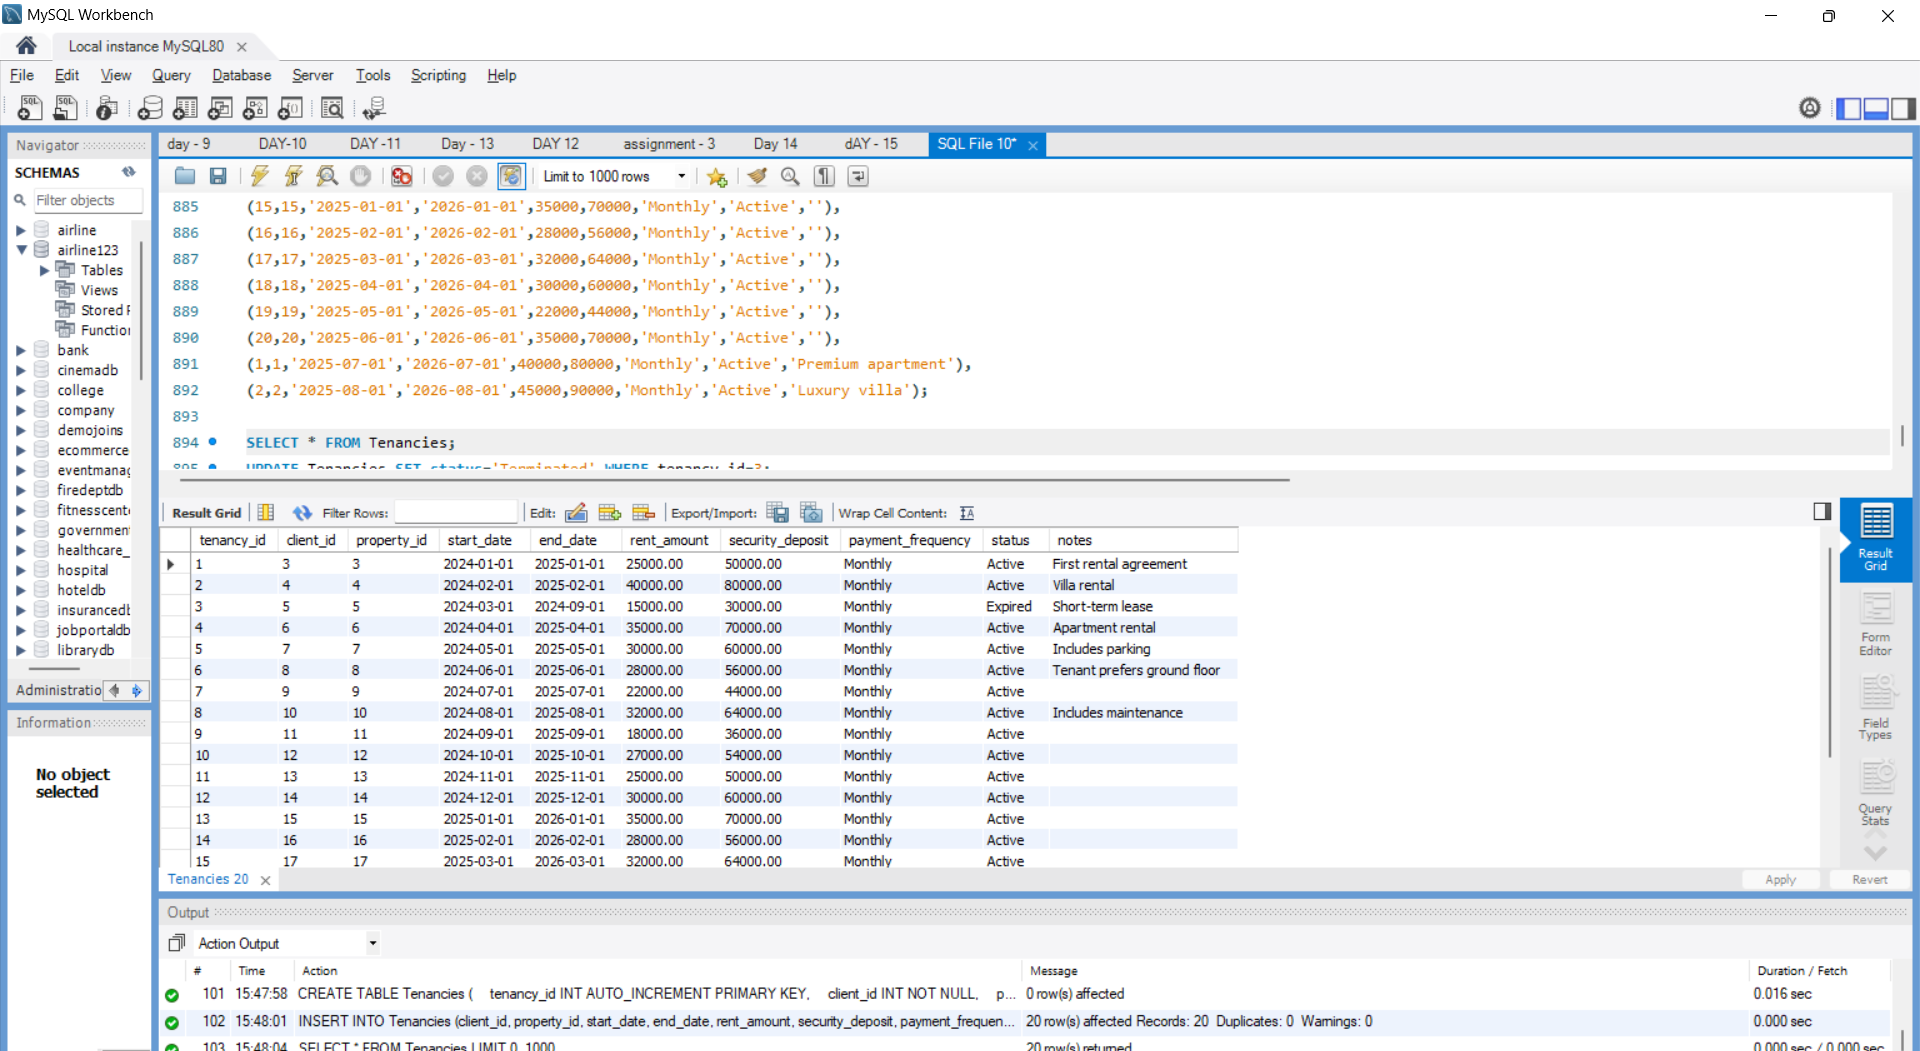 MySQL Workbench
Local instance MySQL80
File Edit View Query Database Server Tools Scripting Help
Navigator
SCHEMAS
Filter objects
airline
airline123
Tables
Views
Stored P
Function
bank
cinemadb
college
company
demojoins
ecommerce
eventmanag
firedeptdb
fitnesscent
government
healthcare_
hospital
hoteldb
insurancedb
jobportaldb
librarydb
Administratio
Information
No object
selected
day - 9 DAY-10 DAY -11 Day - 13 DAY 12 assignment - 3 Day 14 dAY - 15 SQL File 10*
Limit to 1000 rows
885 (15,15,'2025-01-01','2026-01-01',35000,70000,'Monthly','Active',''),
886 (16,16,'2025-02-01','2026-02-01',28000,56000,'Monthly','Active',''),
887 (17,17,'2025-03-01','2026-03-01',32000,64000,'Monthly','Active',''),
888 (18,18,'2025-04-01','2026-04-01',30000,60000,'Monthly','Active',''),
889 (19,19,'2025-05-01','2026-05-01',22000,44000,'Monthly','Active',''),
890 (20,20,'2025-06-01','2026-06-01',35000,70000,'Monthly','Active',''),
891 (1,1,'2025-07-01','2026-07-01',40000,80000,'Monthly','Active','Premium apartment'),
892 (2,2,'2025-08-01','2026-08-01',45000,90000,'Monthly','Active','Luxury villa');
893
894 SELECT * FROM Tenancies;
895 UPDATE Tenancies SET status='Terminated' WHERE tenancy_id=3;
Result Grid Filter Rows: Edit: Export/Import: Wrap Cell Content:
tenancy_id client_id property_id start_date end_date rent_amount security_deposit payment_frequency status notes
1 3 3 2024-01-01 2025-01-01 25000.00 50000.00 Monthly Active First rental agreement
2 4 4 2024-02-01 2025-02-01 40000.00 80000.00 Monthly Active Villa rental
3 5 5 2024-03-01 2024-09-01 15000.00 30000.00 Monthly Expired Short-term lease
4 6 6 2024-04-01 2025-04-01 35000.00 70000.00 Monthly Active Apartment rental
5 7 7 2024-05-01 2025-05-01 30000.00 60000.00 Monthly Active Includes parking
6 8 8 2024-06-01 2025-06-01 28000.00 56000.00 Monthly Active Tenant prefers ground floor
7 9 9 2024-07-01 2025-07-01 22000.00 44000.00 Monthly Active
8 10 10 2024-08-01 2025-08-01 32000.00 64000.00 Monthly Active Includes maintenance
9 11 11 2024-09-01 2025-09-01 18000.00 36000.00 Monthly Active
10 12 12 2024-10-01 2025-10-01 27000.00 54000.00 Monthly Active
11 13 13 2024-11-01 2025-11-01 25000.00 50000.00 Monthly Active
12 14 14 2024-12-01 2025-12-01 30000.00 60000.00 Monthly Active
13 15 15 2025-01-01 2026-01-01 35000.00 70000.00 Monthly Active
14 16 16 2025-02-01 2026-02-01 28000.00 56000.00 Monthly Active
15 17 17 2025-03-01 2026-03-01 32000.00 64000.00 Monthly Active
Result
Grid
Form
Editor
Field
Types
Query
Stats
Tenancies 20
Apply Revert
Output
Action Output
# Time Action Message Duration / Fetch
101 15:47:58 CREATE TABLE Tenancies ( tenancy_id INT AUTO_INCREMENT PRIMARY KEY, client_id INT NOT NULL, p... 0 row(s) affected 0.016 sec
102 15:48:01 INSERT INTO Tenancies (client_id, property_id, start_date, end_date, rent_amount, security_deposit, payment_frequen... 20 row(s) affected Records: 20 Duplicates: 0 Warnings: 0 0.000 sec
103 15:48:04 SELECT * FROM Tenancies LIMIT 0, 1000 20 row(s) returned 0.000 sec / 0.000 sec